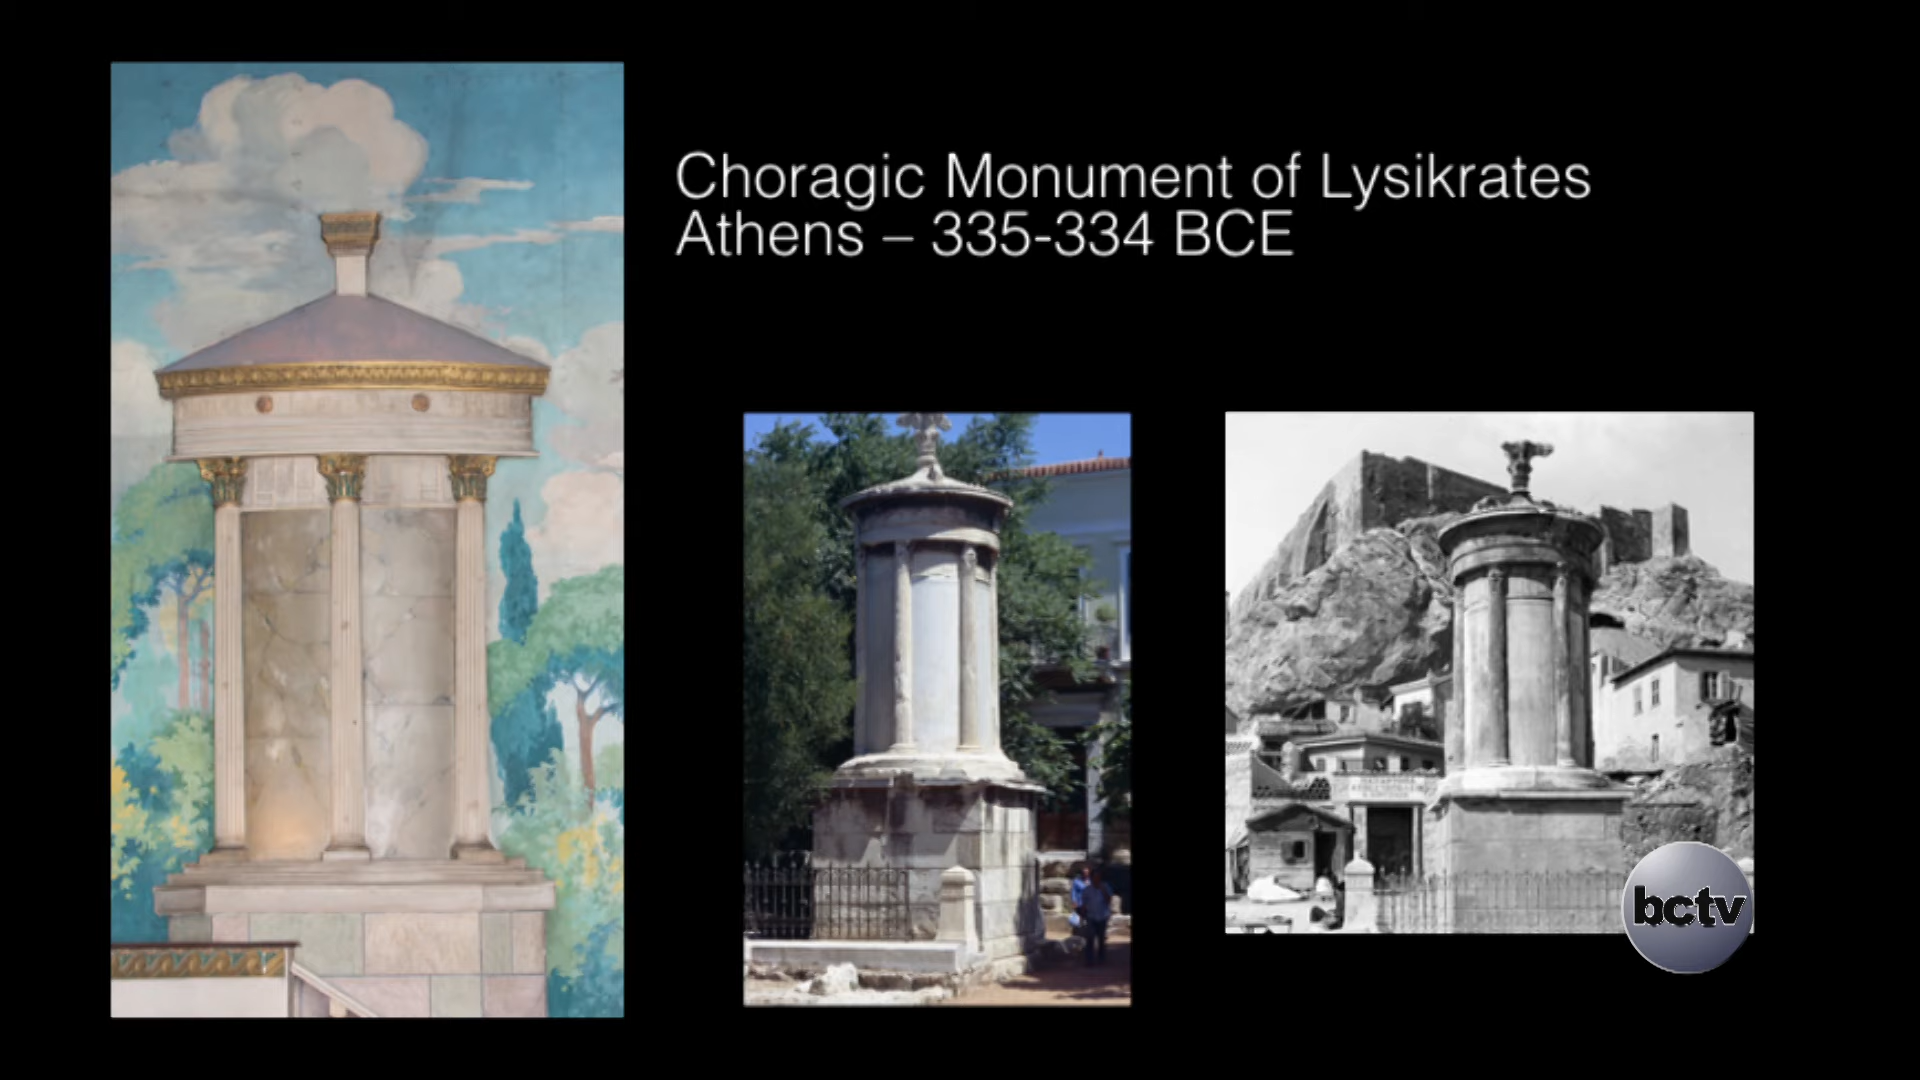 Choragic Monument of Lysikrates
Athens – 335-334 BCE
bctv